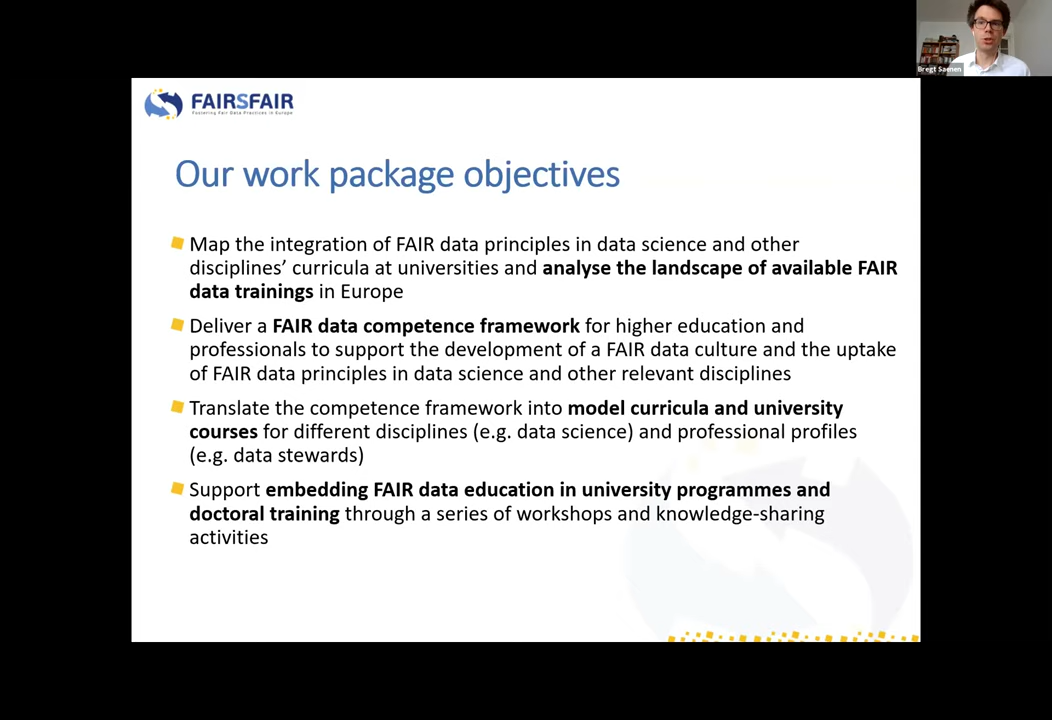 Bregt Saenen
FAIRSFAIR
Fostering Fair Data Practices in Europe
Our work package objectives
Map the integration of FAIR data principles in data science and other
disciplines’ curricula at universities and analyse the landscape of available FAIR
data trainings in Europe
Deliver a FAIR data competence framework for higher education and
professionals to support the development of a FAIR data culture and the uptake
of FAIR data principles in data science and other relevant disciplines
Translate the competence framework into model curricula and university
courses for different disciplines (e.g. data science) and professional profiles
(e.g. data stewards)
Support embedding FAIR data education in university programmes and
doctoral training through a series of workshops and knowledge-sharing
activities